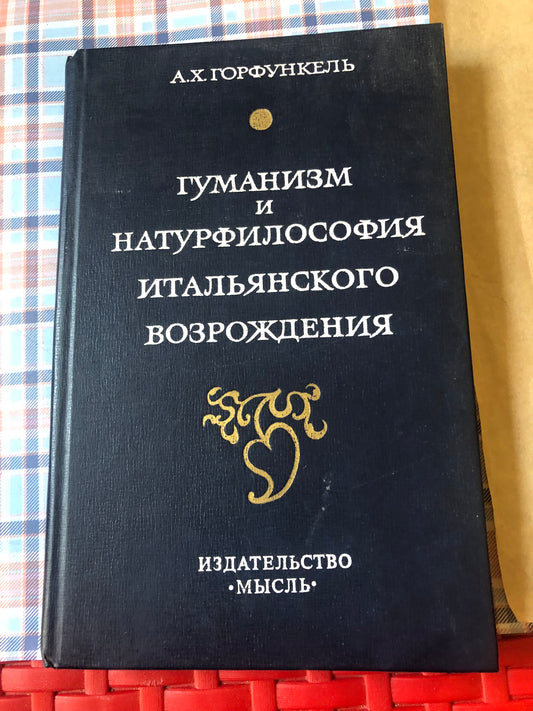 А.Х. ГОРФУНКЕЛЬ
ГУМАНИЗМ
И
НАТУРФИЛОСОФИЯ
ИТАЛЬЯНСКОГО
ВОЗРОЖДЕНИЯ
ИЗДАТЕЛЬСТВО
·МЫСЛЬ·